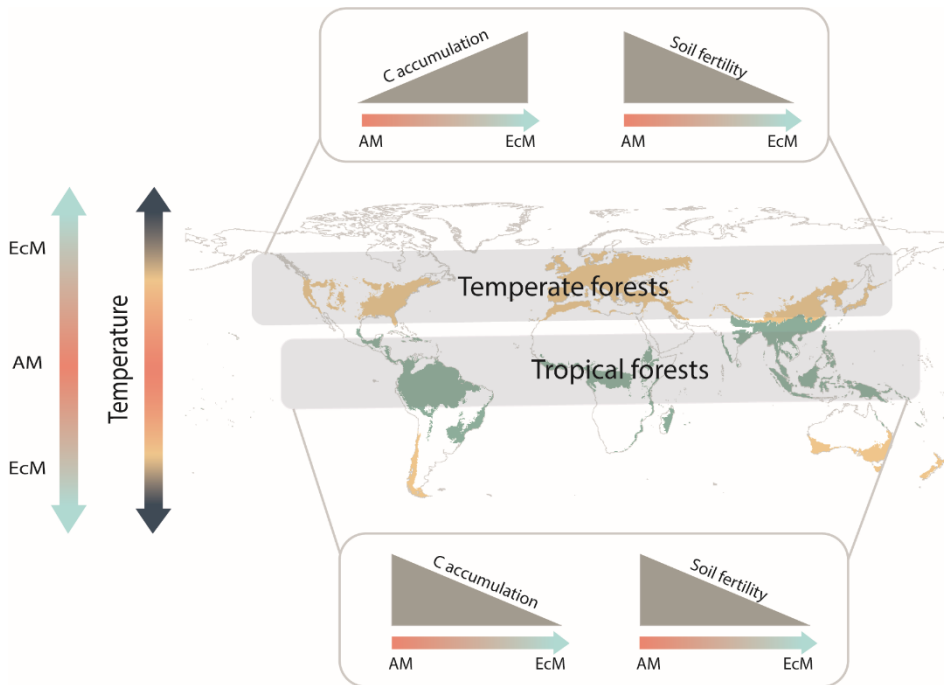 C accumulation
Soil fertility
AM
EcM
AM
EcM
EcM
AM
EcM
Temperature
Temperate forests
Tropical forests
C accumulation
Soil fertility
AM
EcM
AM
EcM